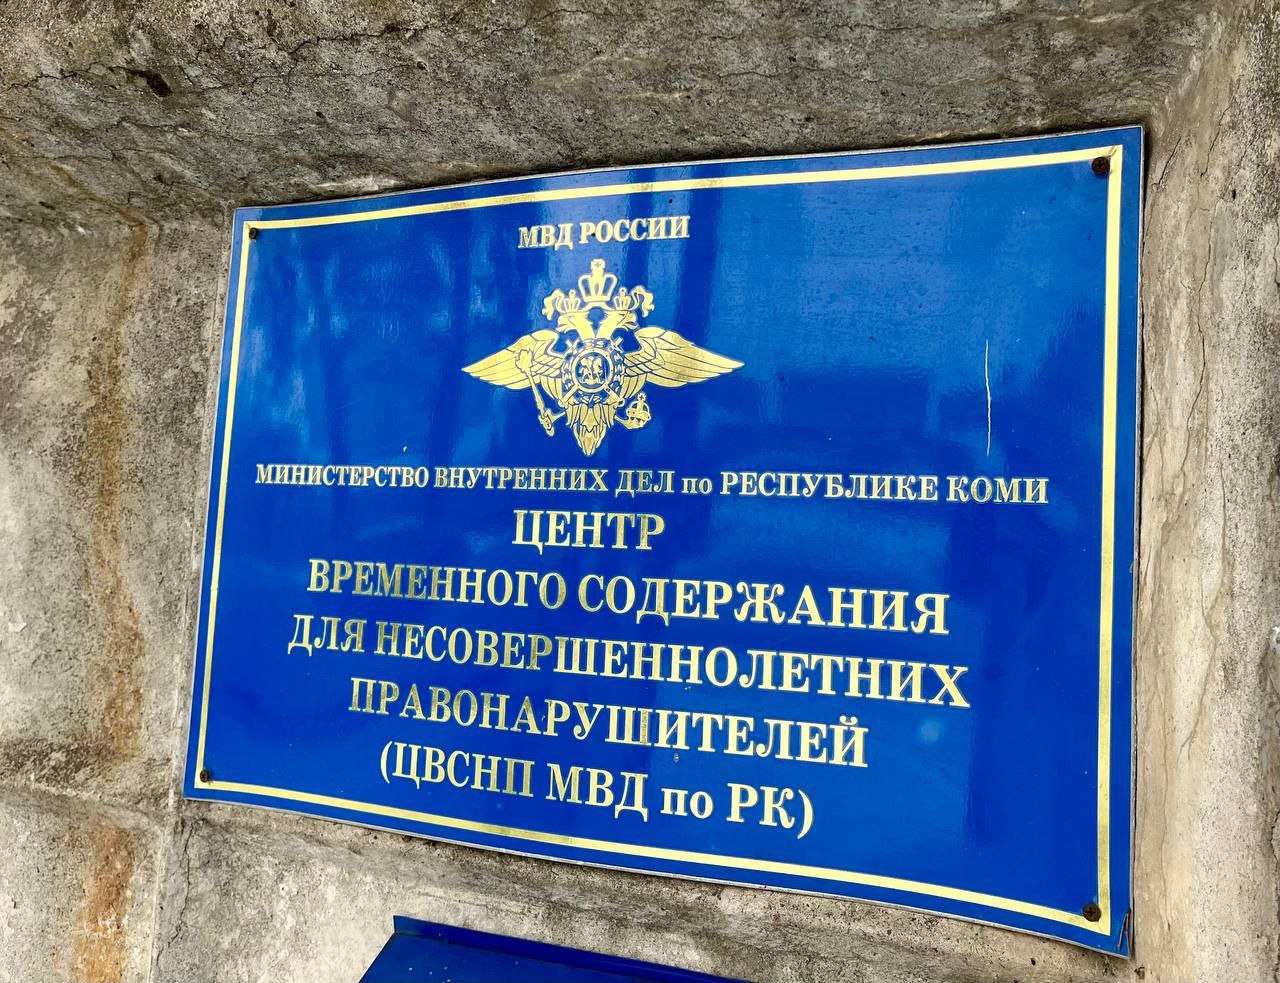 МВД РОССИИ
МИНИСТЕРСТВО ВНУТРЕННИХ ДЕЛ по РЕСПУБЛИКЕ КОМИ
ЦЕНТР
ВРЕМЕННОГО СОДЕРЖАНИЯ
ДЛЯ НЕСОВЕРШЕННОЛЕТНИХ
ПРАВОНАРУШИТЕЛЕЙ
(ЦВСНП МВД по РК)